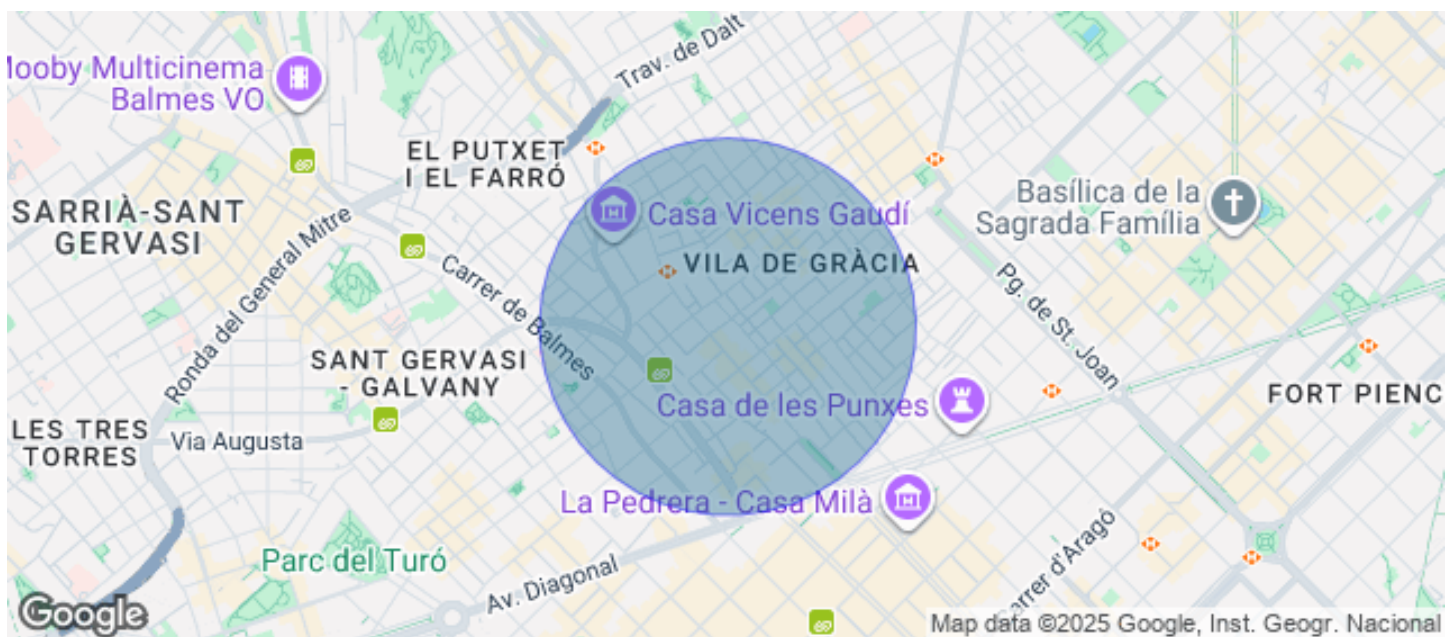 Mooby Multicinema
Balmes VO
Trav. de Dalt
EL PUTXET
I EL FARRÓ
SARRIÀ-SANT
GERVASI
Casa Vicens Gaudí
Basílica de la
Sagrada Família
VILA DE GRÀCIA
Ronda del General Mitre
Carrer de Balmes
Pg. de St. Joan
SANT GERVASI
- GALVANY
Casa de les Punxes
FORT PIENC
LES TRES
TORRES
Via Augusta
La Pedrera - Casa Milà
Carrer d'Aragó
Parc del Turó
Av. Diagonal
Google
Map data ©2025 Google, Inst. Geogr. Nacional